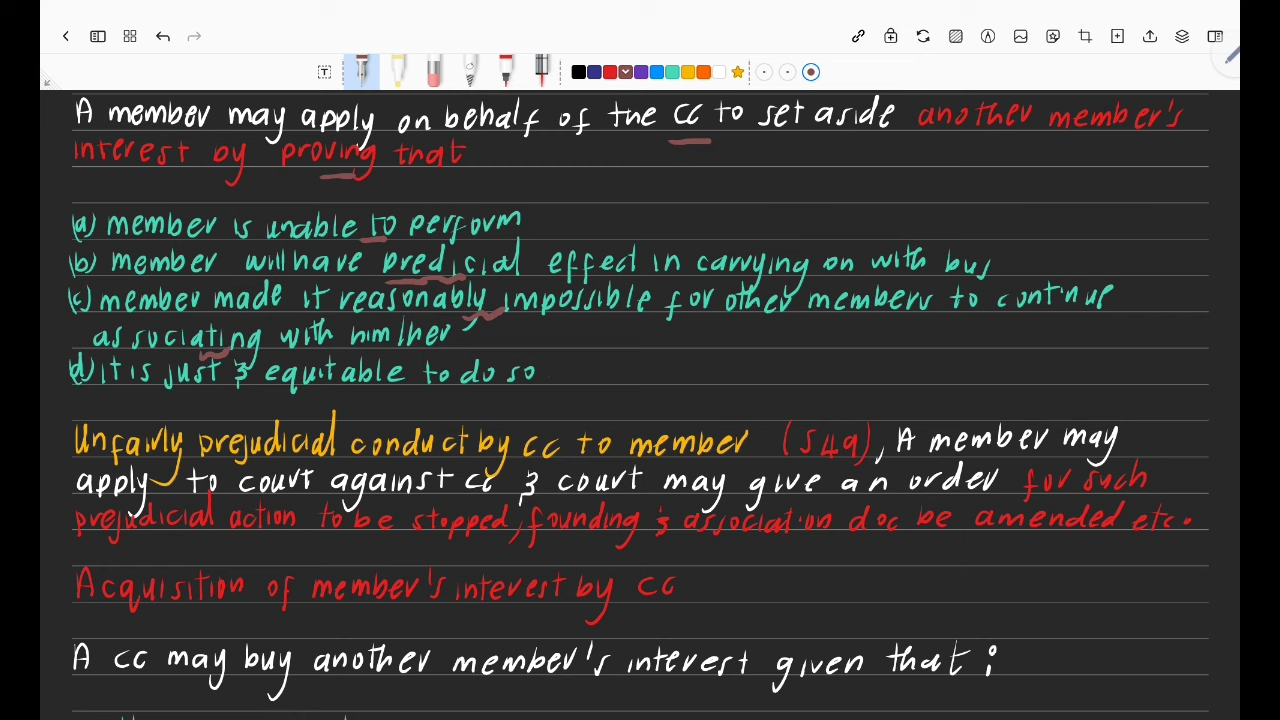 A member may apply on behalf of the CC to set aside another member's
interest by proving that
(a) member is unable to perform
(b) member will have predicial effect in carrying on with bus
(c) member made it reasonably impossible for other members to continue
associating with him/her
(d) it is just & equitable to do so
Unfairly prejudicial conduct by CC to member (S49), A member may
apply to court against CC & court may give an order for such
prejudicial action to be stopped, founding & association doc be amended etc.
Acquisition of member's interest by CC
A CC may buy another member's interest given that :